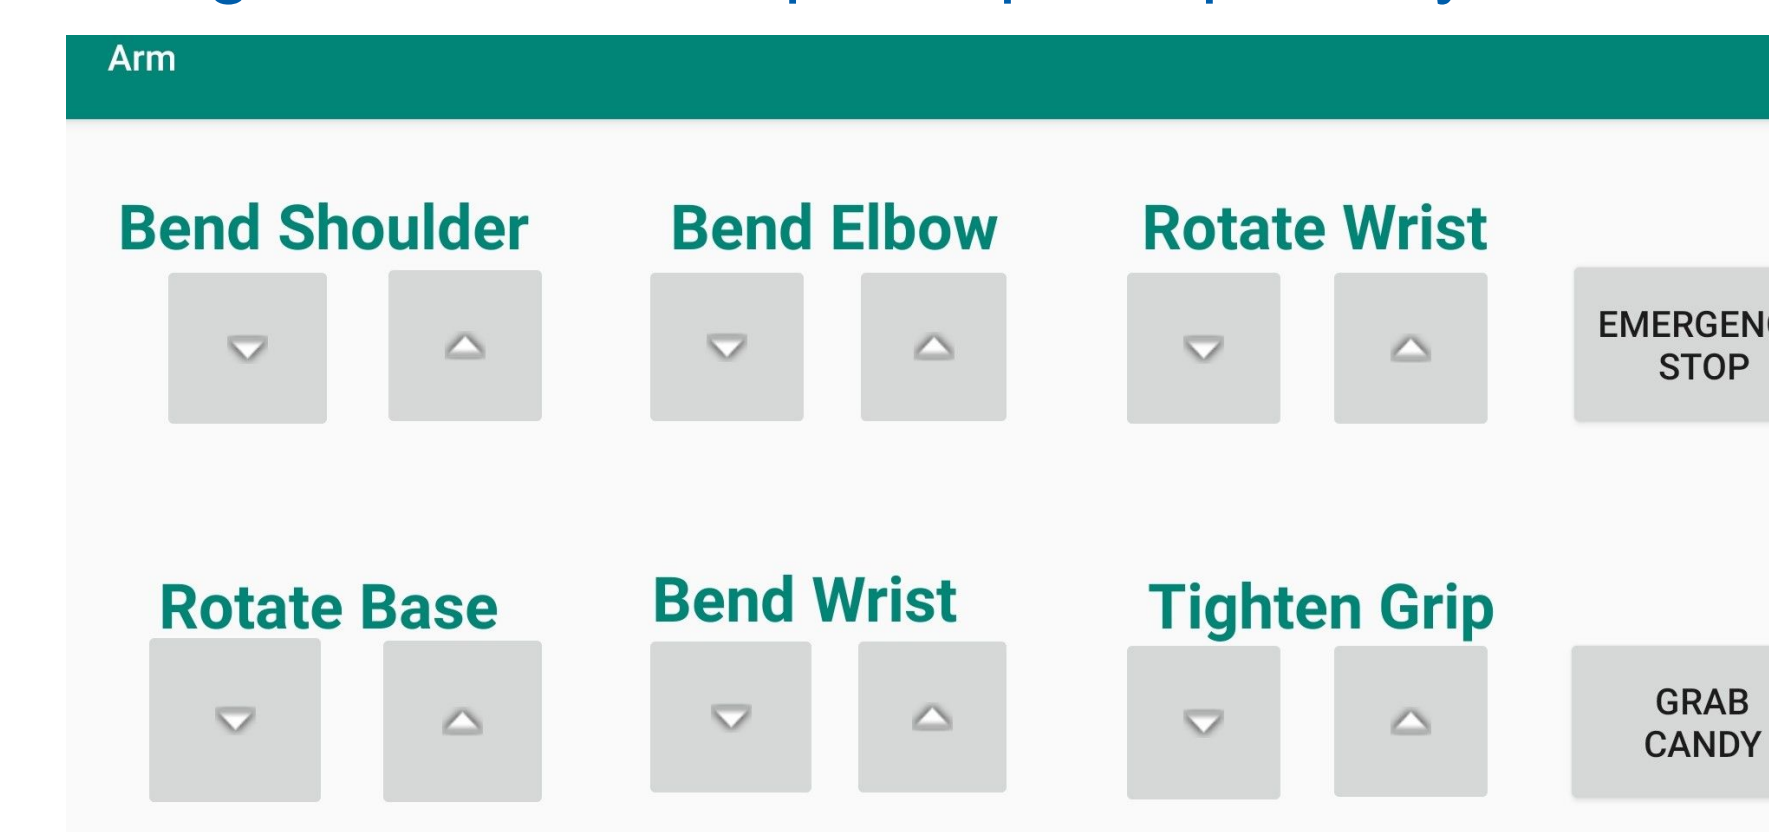 Arm
Bend Shoulder
Bend Elbow
Rotate Wrist
STOP
Rotate Base
Bend Wrist
Tighten Grip
GRAB
CANDY